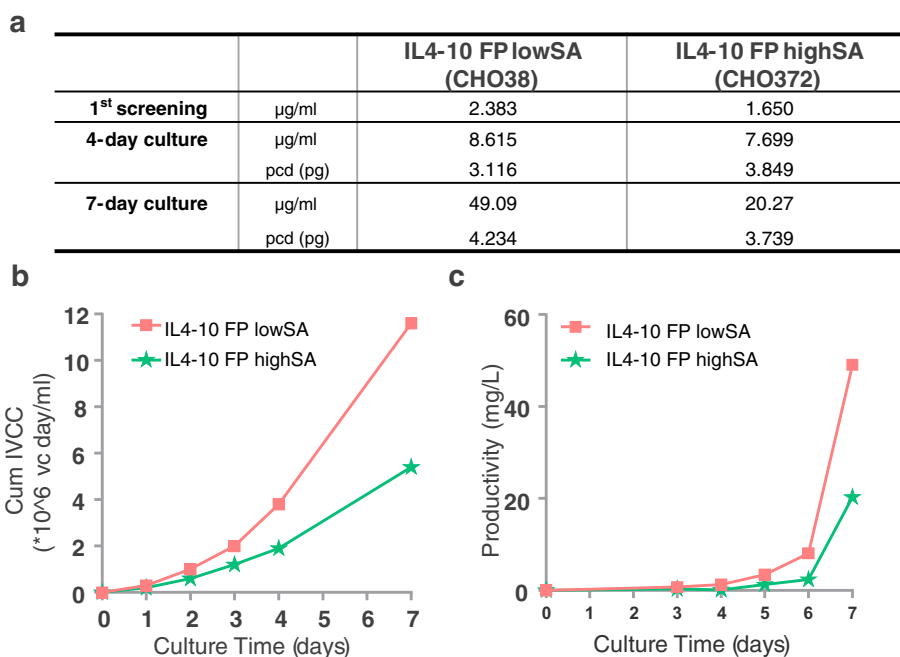 a
IL4-10 FP lowSA (CHO38)
IL4-10 FP highSA (CHO372)
1st screening µg/ml 2.383 1.650
4-day culture µg/ml 8.615 7.699
pcd (pg) 3.116 3.849
7-day culture µg/ml 49.09 20.27
pcd (pg) 4.234 3.739
b
Cum IVCC
(*10^6 vc day/ml)
12
10
8
6
4
2
0
IL4-10 FP lowSA
IL4-10 FP highSA
0 1 2 3 4 5 6 7
Culture Time (days)
c
Productivity (mg/L)
60
40
20
0
IL4-10 FP lowSA
IL4-10 FP highSA
0 1 2 3 4 5 6 7
Culture Time (days)